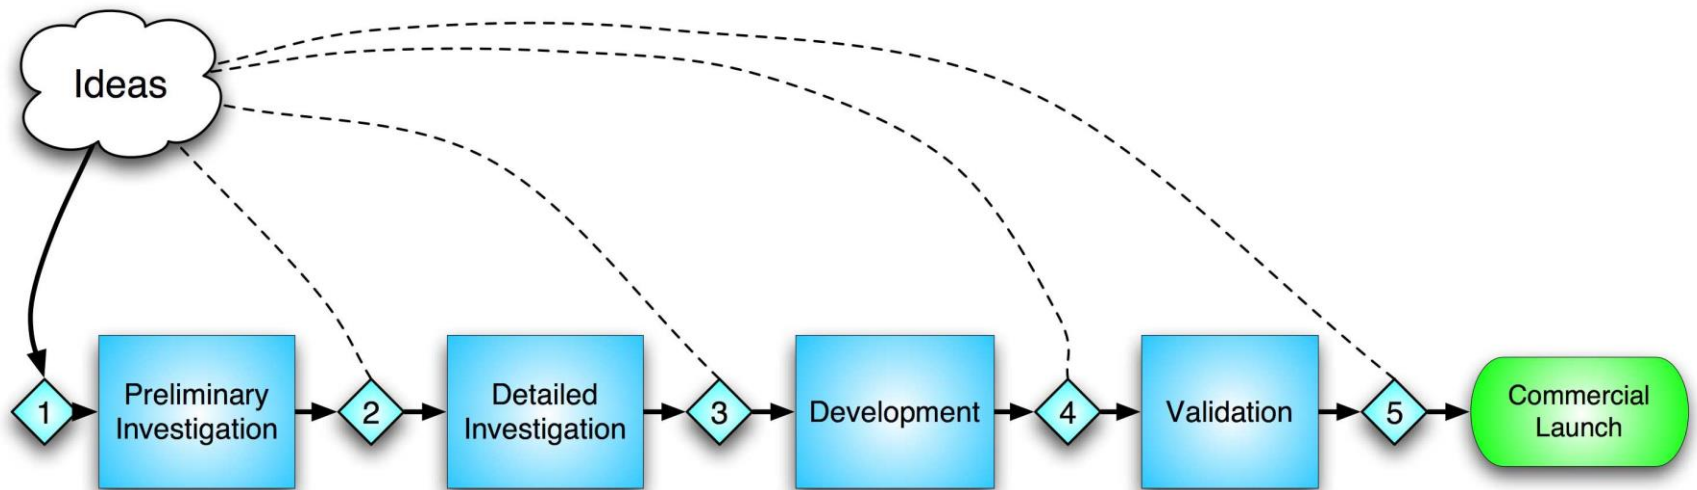 Ideas
1
Preliminary
Investigation
2
Detailed
Investigation
3
Development
4
Validation
5
Commercial
Launch